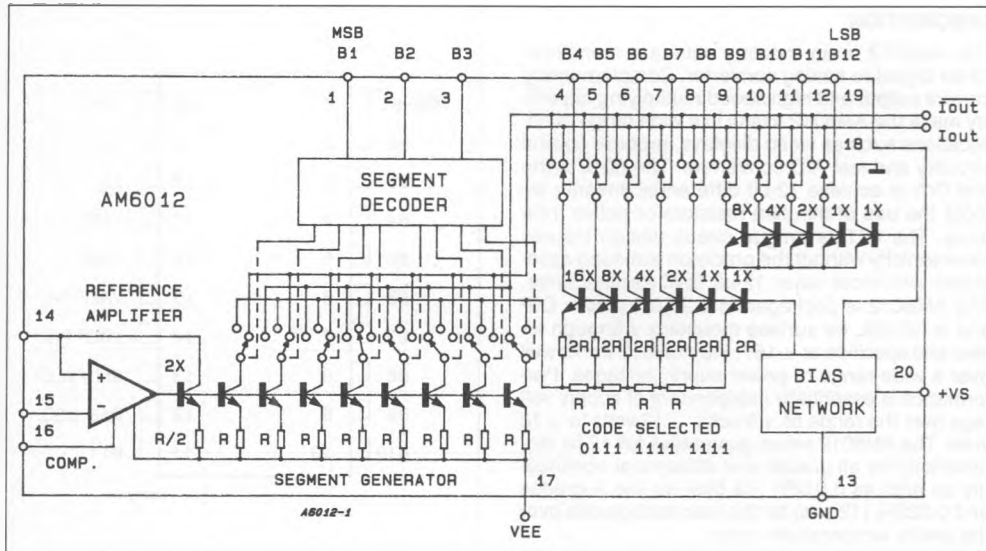 MSB
LSB
B1 B2 B3 B4 B5 B6 B7 B8 B9 B10 B11 B12
1 2 3 4 5 6 7 8 9 10 11 12 19
Iout
Iout
18
SEGMENT
DECODER
AM6012
8X 4X 2X 1X 1X
16X 8X 4X 2X 1X 1X
REFERENCE
AMPLIFIER
14
2X
2R 2R 2R 2R 2R 2R
R R R R
20
+VS
BIAS
NETWORK
+
-
15
16
COMP.
R/2 R R R R R R R
CODE SELECTED
0111 1111 1111
SEGMENT GENERATOR
17
13
A6012-1
VEE
GND